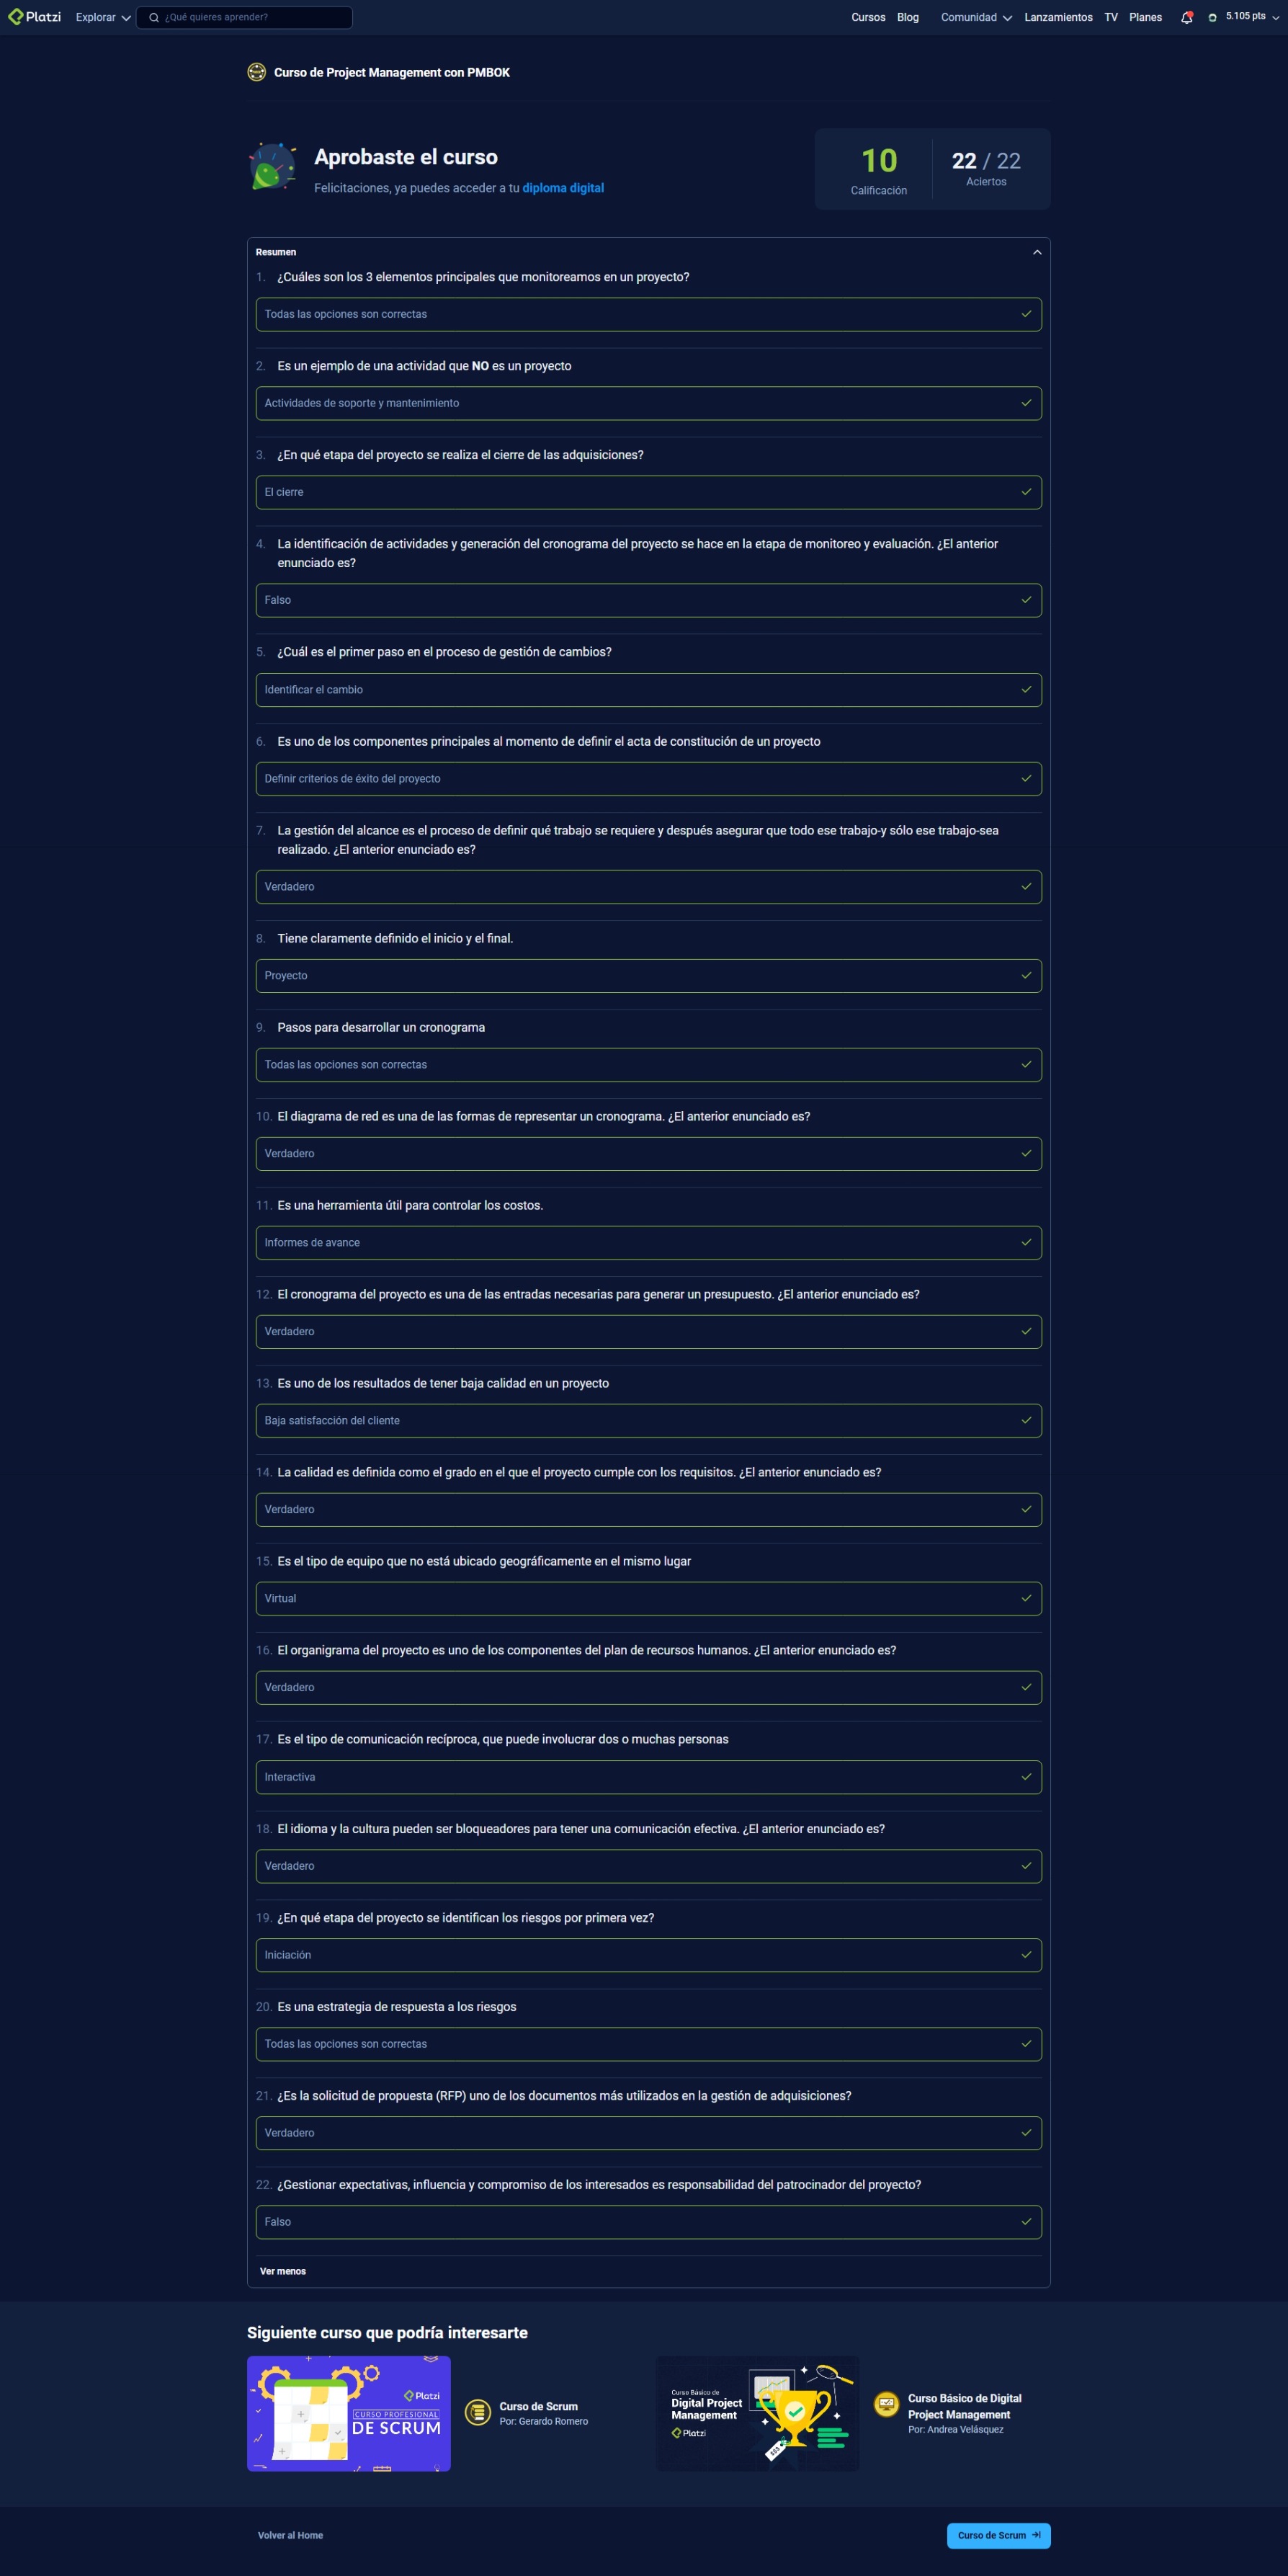 Platzi Explorar ¿Qué quieres aprender? Cursos Blog Comunidad Lanzamientos TV Planes 5.105 pts
Curso de Project Management con PMBOK
Aprobaste el curso
Felicitaciones, ya puedes acceder a tu diploma digital
10
Calificación
22 / 22
Aciertos
Resumen
1. ¿Cuáles son los 3 elementos principales que monitoreamos en un proyecto?
Todas las opciones son correctas
2. Es un ejemplo de una actividad que NO es un proyecto
Actividades de soporte y mantenimiento
3. ¿En qué etapa del proyecto se realiza el cierre de las adquisiciones?
El cierre
4. La identificación de actividades y generación del cronograma del proyecto se hace en la etapa de monitoreo y evaluación. ¿El anterior
enunciado es?
Falso
5. ¿Cuál es el primer paso en el proceso de gestión de cambios?
Identificar el cambio
6. Es uno de los componentes principales al momento de definir el acta de constitución de un proyecto
Definir criterios de éxito del proyecto
7. La gestión del alcance es el proceso de definir qué trabajo se requiere y después asegurar que todo ese trabajo-y sólo ese trabajo-sea
realizado. ¿El anterior enunciado es?
Verdadero
8. Tiene claramente definido el inicio y el final.
Proyecto
9. Pasos para desarrollar un cronograma
Todas las opciones son correctas
10. El diagrama de red es una de las formas de representar un cronograma. ¿El anterior enunciado es?
Verdadero
11. Es una herramienta útil para controlar los costos.
Informes de avance
12. El cronograma del proyecto es una de las entradas necesarias para generar un presupuesto. ¿El anterior enunciado es?
Verdadero
13. Es uno de los resultados de tener baja calidad en un proyecto
Baja satisfacción del cliente
14. La calidad es definida como el grado en el que el proyecto cumple con los requisitos. ¿El anterior enunciado es?
Verdadero
15. Es el tipo de equipo que no está ubicado geográficamente en el mismo lugar
Virtual
16. El organigrama del proyecto es uno de los componentes del plan de recursos humanos. ¿El anterior enunciado es?
Verdadero
17. Es el tipo de comunicación recíproca, que puede involucrar dos o muchas personas
Interactiva
18. El idioma y la cultura pueden ser bloqueadores para tener una comunicación efectiva. ¿El anterior enunciado es?
Verdadero
19. ¿En qué etapa del proyecto se identifican los riesgos por primera vez?
Iniciación
20. Es una estrategia de respuesta a los riesgos
Todas las opciones son correctas
21. ¿Es la solicitud de propuesta (RFP) uno de los documentos más utilizados en la gestión de adquisiciones?
Verdadero
22. ¿Gestionar expectativas, influencia y compromiso de los interesados es responsabilidad del patrocinador del proyecto?
Falso
Ver menos
Siguiente curso que podría interesarte
Platzi
CURSO PROFESIONAL
DE SCRUM
Curso de Scrum
Por: Gerardo Romero
Curso Básico de
Digital Project
Management
Platzi
$$$
Curso Básico de Digital
Project Management
Por: Andrea Velásquez
Volver al Home
Curso de Scrum